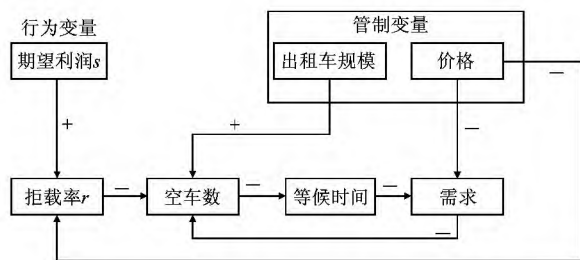 行为变量
管制变量
期望利润s
出租车规模
价格
—
+
+
—
拒载率r
—
空车数
—
等候时间
—
需求
—